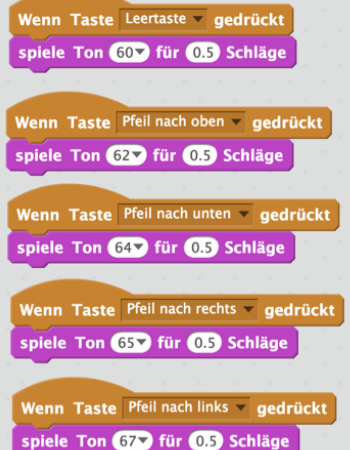 Wenn Taste Leertaste gedrückt
spiele Ton 60 für 0.5 Schläge
Wenn Taste Pfeil nach oben gedrückt
spiele Ton 62 für 0.5 Schläge
Wenn Taste Pfeil nach unten gedrückt
spiele Ton 64 für 0.5 Schläge
Wenn Taste Pfeil nach rechts gedrückt
spiele Ton 65 für 0.5 Schläge
Wenn Taste Pfeil nach links gedrückt
spiele Ton 67 für 0.5 Schläge